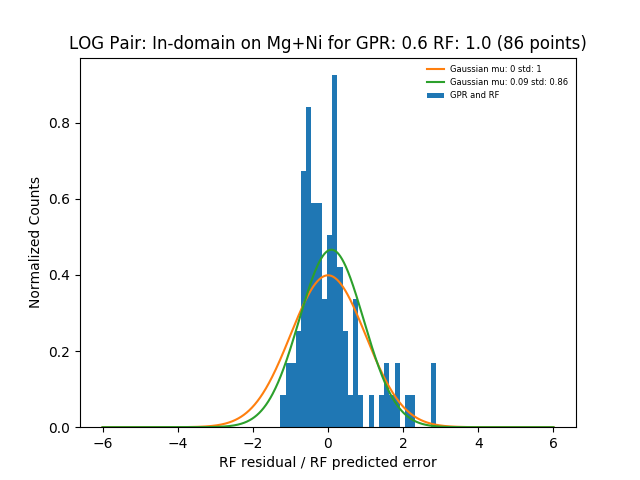 LOG Pair: In-domain on Mg+Ni for GPR: 0.6 RF: 1.0 (86 points)
Gaussian mu: 0 std: 1
Gaussian mu: 0.09 std: 0.86
GPR and RF
Normalized Counts
0.8
0.6
0.4
0.2
0.0
−6 −4 −2 0 2 4 6
RF residual / RF predicted error